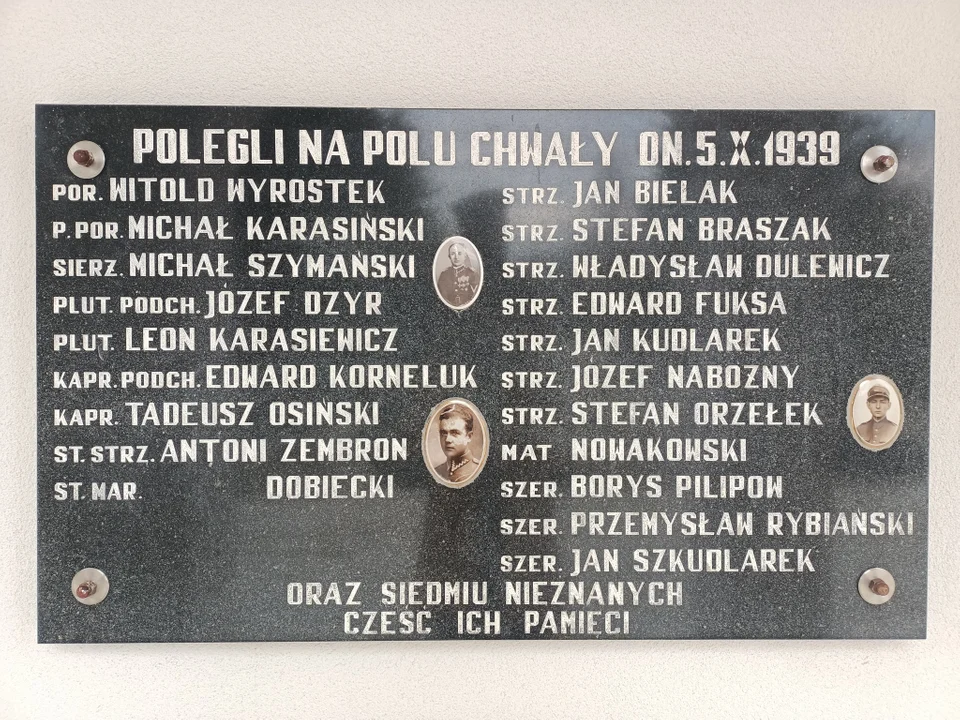 POLEGLI NA POLU CHWAŁY DN. 5. X. 1939
POR. WITOLD WYROSTEK
P. POR. MICHAŁ KARASIŃSKI
SIERŻ. MICHAŁ SZYMAŃSKI
PLUT. PODCH. JÓZEF DZYR
PLUT. LEON KARASIEWICZ
KAPR. PODCH. EDWARD KORNELUK
KAPR. TADEUSZ OSIŃSKI
ST. STRZ. ANTONI ZEMBRON
ST. MAR. DOBIECKI
STRZ. JAN BIELAK
STRZ. STEFAN BRASZAK
STRZ. WŁADYSŁAW DULEWICZ
STRZ. EDWARD FUKSA
STRZ. JAN KUDLAREK
STRZ. JÓZEF NABOŻNY
STRZ. STEFAN ORZEŁEK
MAT NOWAKOWSKI
SZER. BORYS PILIPOW
SZER. PRZEMYSŁAW RYBIAŃSKI
SZER. JAN SZKUDLAREK
ORAZ SIEDMIU NIEZNANYCH
CZEŚĆ ICH PAMIĘCI